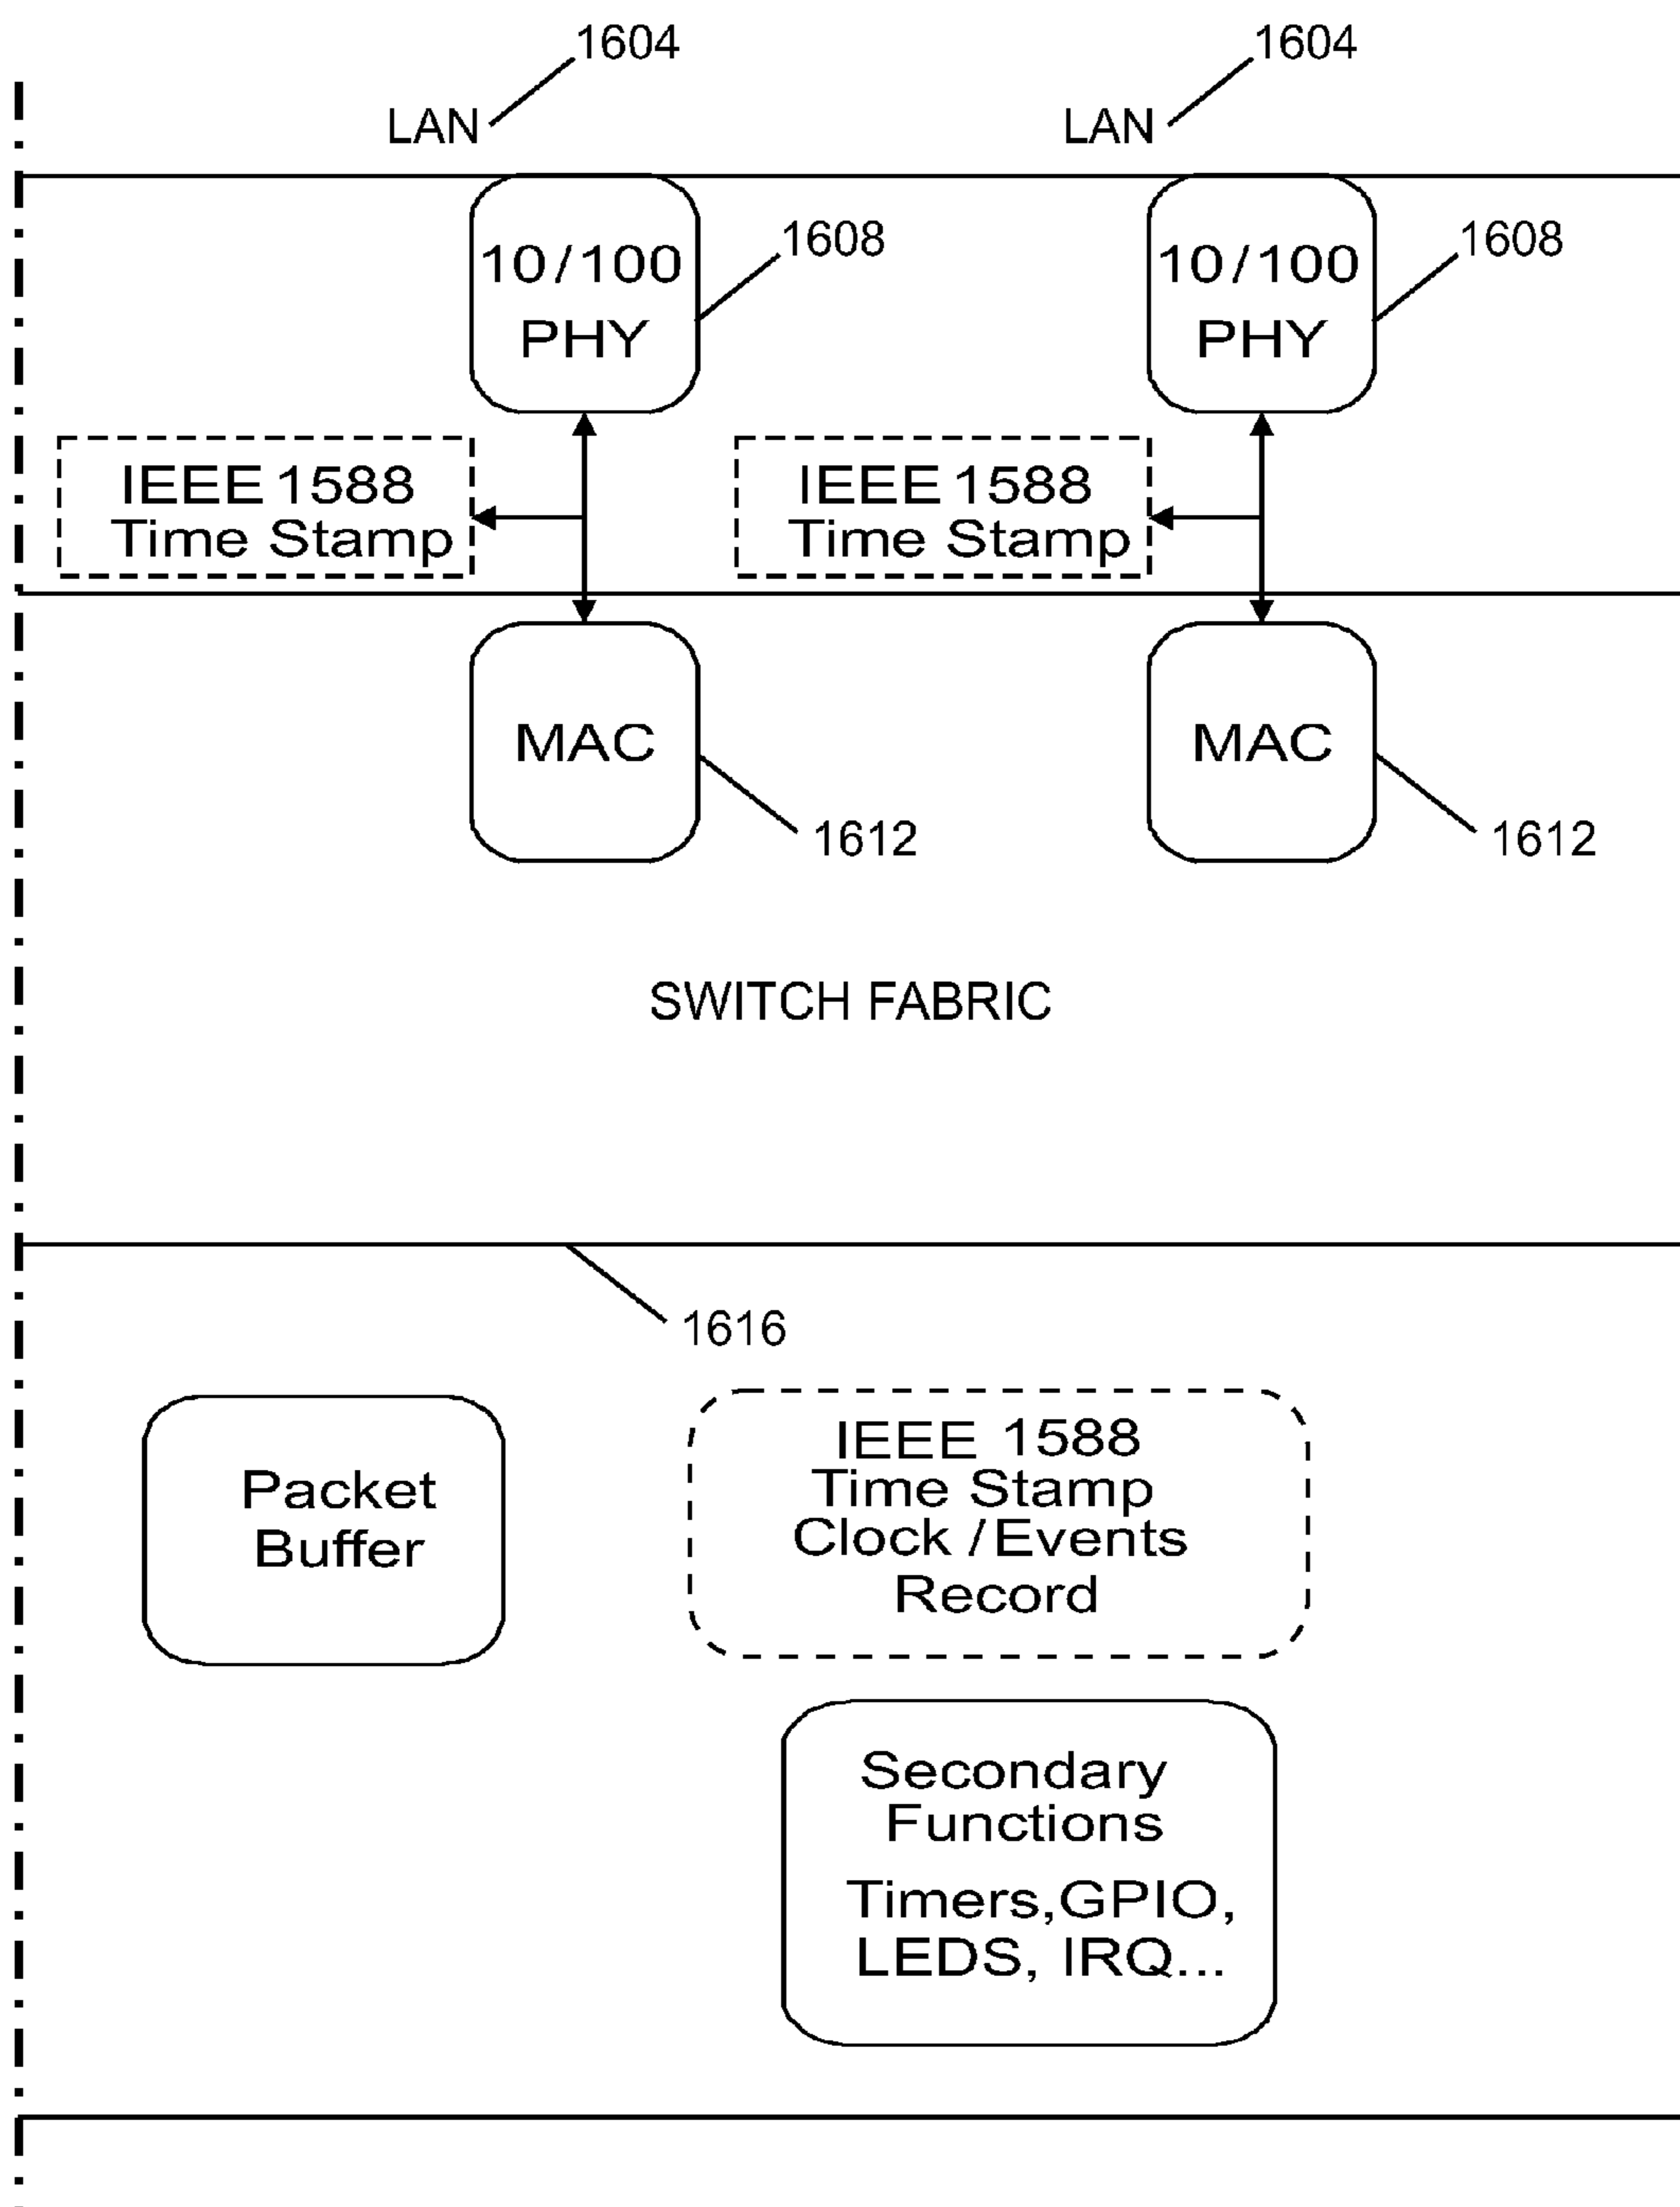 1604
1604
LAN
LAN
1608
1608
10/100
PHY
10/100
PHY
IEEE 1588
Time Stamp
IEEE 1588
Time Stamp
MAC
MAC
1612
1612
SWITCH FABRIC
1616
Packet
Buffer
IEEE 1588
Time Stamp
Clock /Events
Record
Secondary
Functions
Timers,GPIO,
LEDS, IRQ...